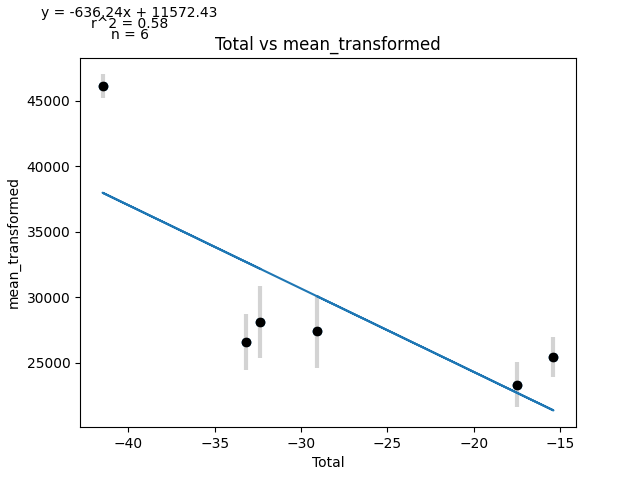 y = -636.24x + 11572.43
r^2 = 0.58
n = 6
Total vs mean_transformed
mean_transformed
45000
40000
35000
30000
25000
−40
−35
−30
−25
−20
−15
Total